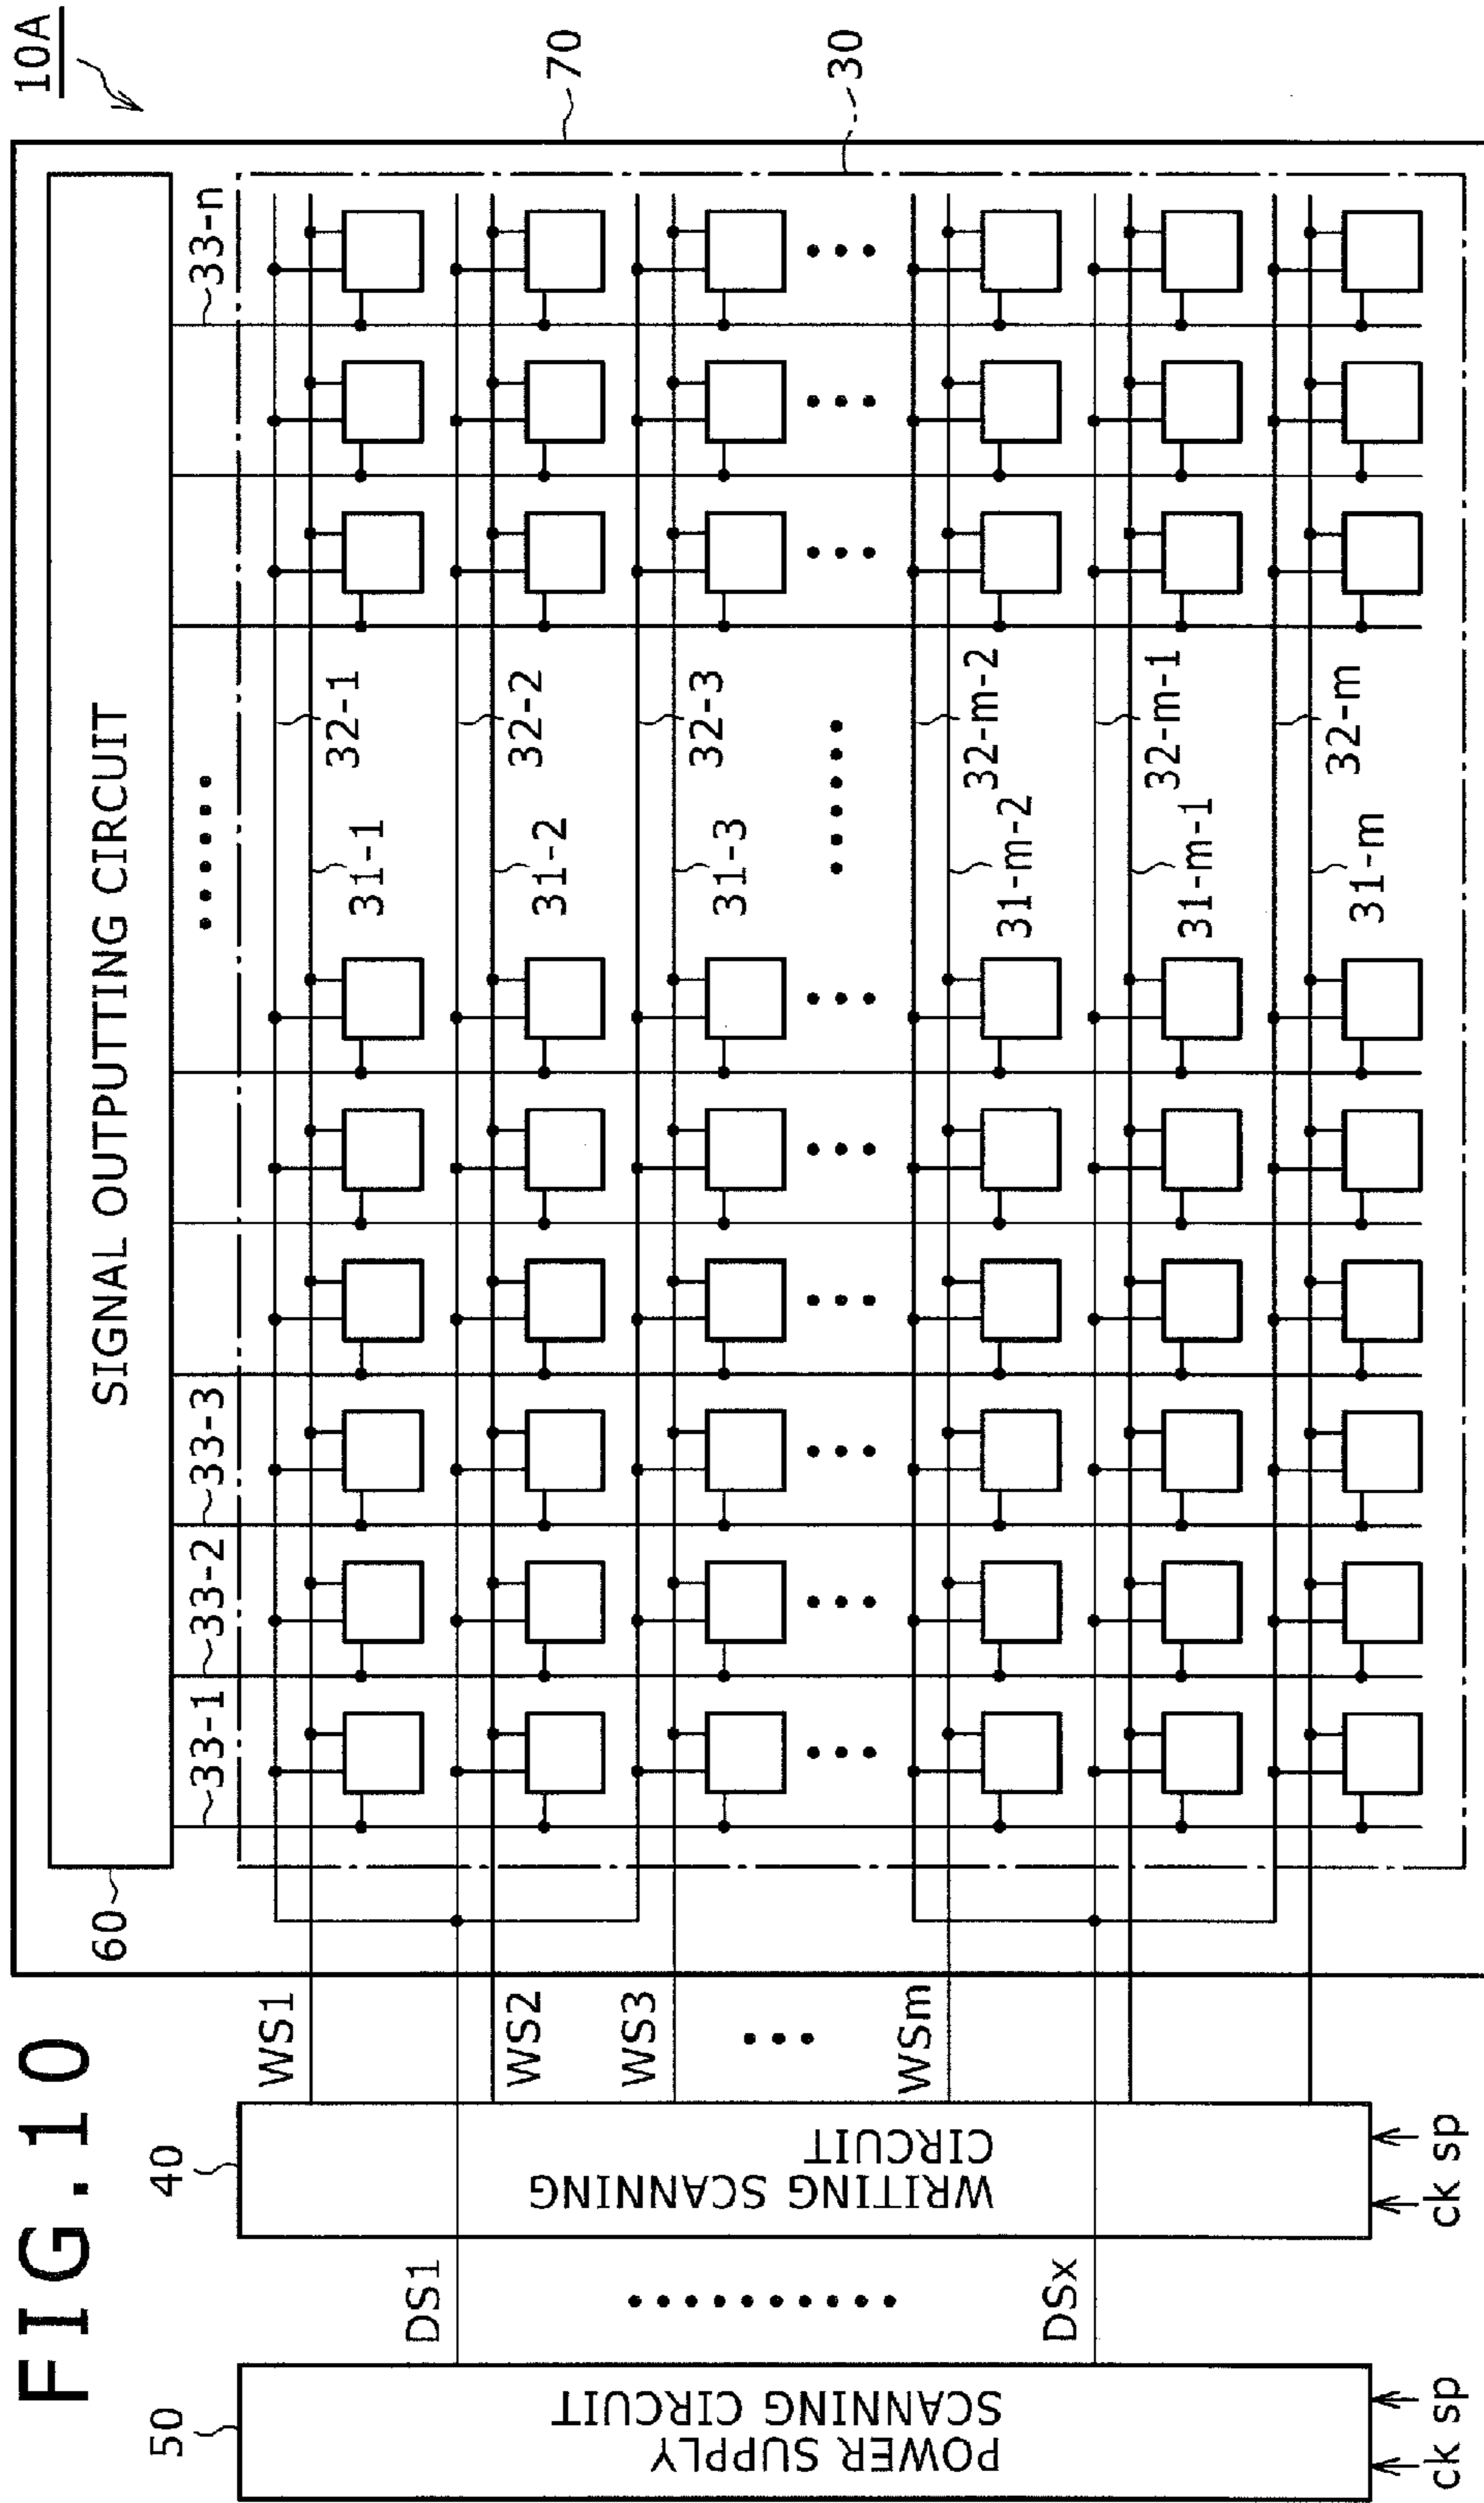 FIG.10
10A
70
30
60
SIGNAL OUTPUTTING CIRCUIT
33-1
33-2
33-3
33-n
50
POWER SUPPLY
SCANNING CIRCUIT
ck sp
40
WRITING SCANNING
CIRCUIT
ck sp
DS1
DSx
WS1
WS2
WS3
WSm
31-1
32-1
31-2
32-2
31-3
32-3
31-m-2
32-m-2
31-m-1
32-m-1
31-m
32-m